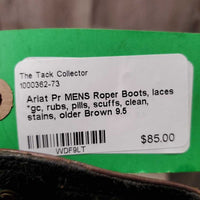 The Tack Collector
1000362-73
Ariat Pr MENS Roper Boots, laces
*gc, rubs, pills, scuffs, clean,
stains, older Brown 9.5
$85.00
WDF9LT